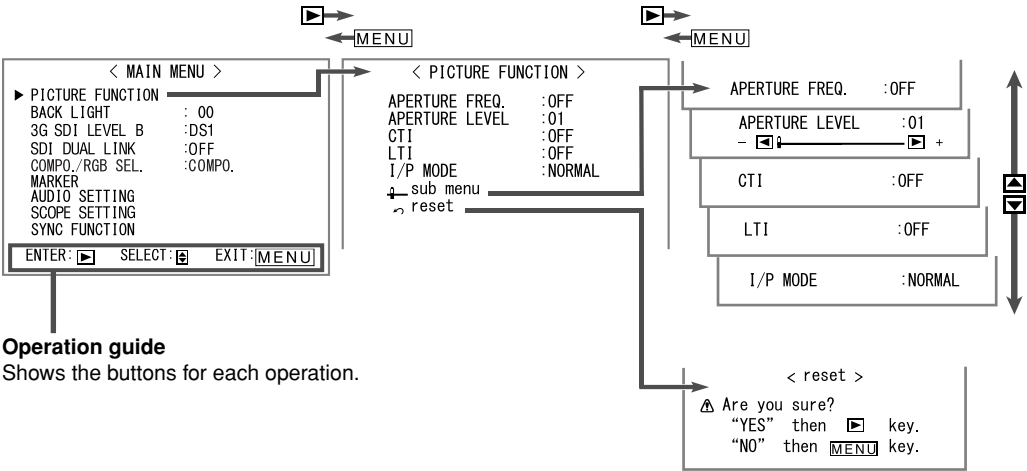 MENU
MENU
< MAIN MENU >
PICTURE FUNCTION
BACK LIGHT : 00
3G SDI LEVEL B :DS1
SDI DUAL LINK :OFF
COMPO./RGB SEL. :COMPO.
MARKER
AUDIO SETTING
SCOPE SETTING
SYNC FUNCTION
ENTER: SELECT: EXIT:MENU
Operation guide
Shows the buttons for each operation.
< PICTURE FUNCTION >
APERTURE FREQ. :OFF
APERTURE LEVEL :01
CTI :OFF
LTI :OFF
I/P MODE :NORMAL
sub menu
reset
APERTURE FREQ. :OFF
APERTURE LEVEL :01
- +
CTI :OFF
LTI :OFF
I/P MODE :NORMAL
< reset >
Are you sure?
“YES” then key.
“NO” then MENU key.